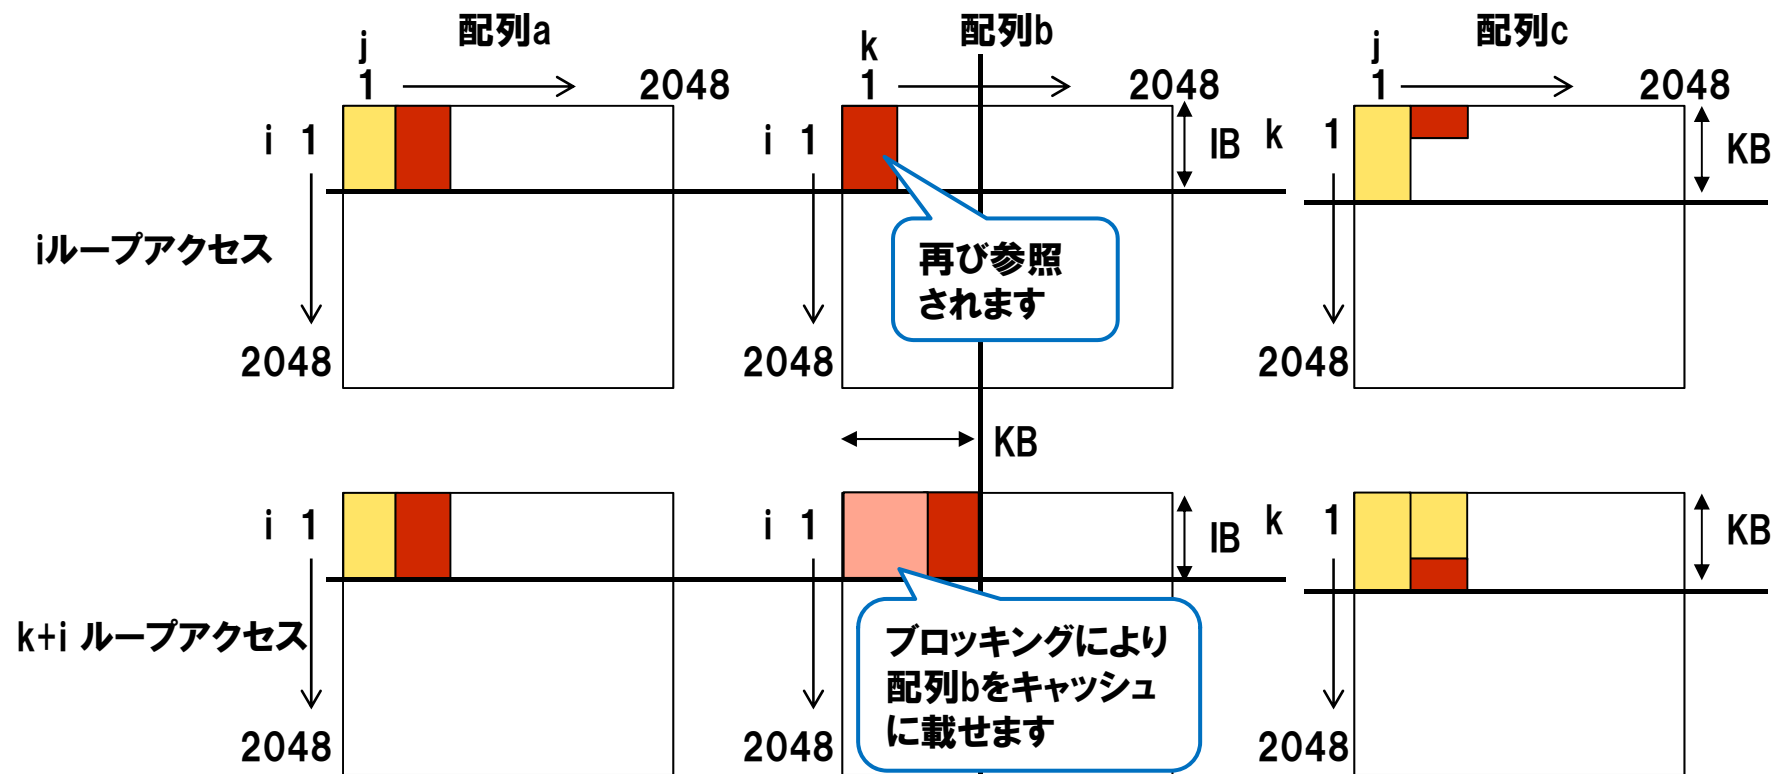 配列a
配列b
配列c
j
k
j
1
2048
1
2048
1
2048
i 1
i 1
IB
k 1
KB
iループアクセス
再び参照
されます
2048
2048
2048
KB
i 1
i 1
IB
k 1
KB
k+i ループアクセス
ブロッキングにより
配列bをキャッシュ
に載せます
2048
2048
2048